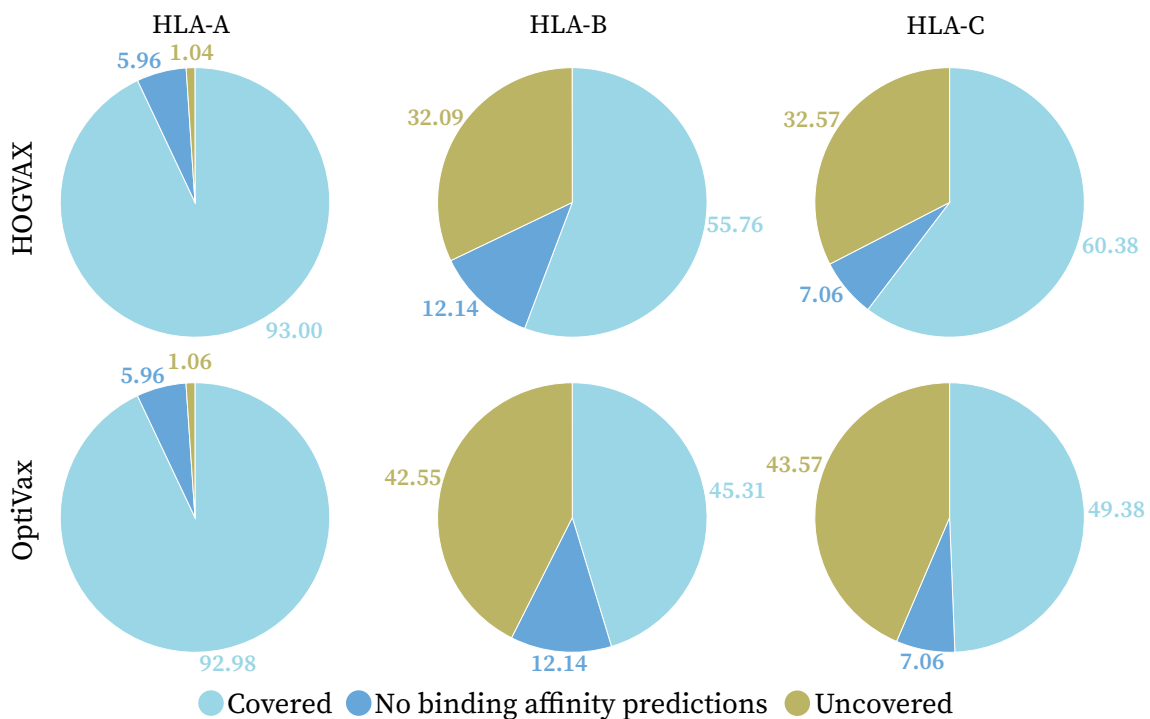 HLA-A
HLA-B
HLA-C
HOGVAX
5.96
1.04
93.00
32.09
55.76
12.14
32.57
60.38
7.06
OptiVax
5.96
1.06
92.98
42.55
45.31
12.14
43.57
49.38
7.06
Covered
No binding affinity predictions
Uncovered